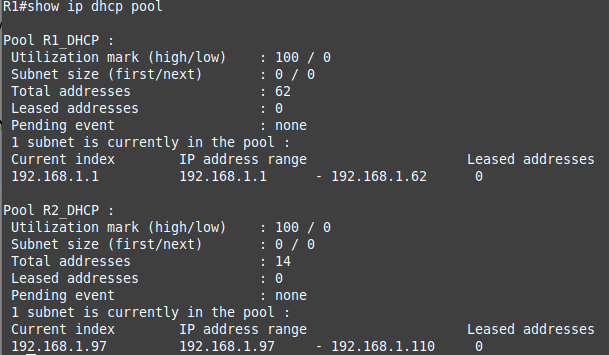 R1#show ip dhcp pool
Pool R1_DHCP :
Utilization mark (high/low) : 100 / 0
Subnet size (first/next) : 0 / 0
Total addresses : 62
Leased addresses : 0
Pending event : none
1 subnet is currently in the pool :
Current index IP address range Leased addresses
192.168.1.1 192.168.1.1 - 192.168.1.62 0
Pool R2_DHCP :
Utilization mark (high/low) : 100 / 0
Subnet size (first/next) : 0 / 0
Total addresses : 14
Leased addresses : 0
Pending event : none
1 subnet is currently in the pool :
Current index IP address range Leased addresses
192.168.1.97 192.168.1.97 - 192.168.1.110 0